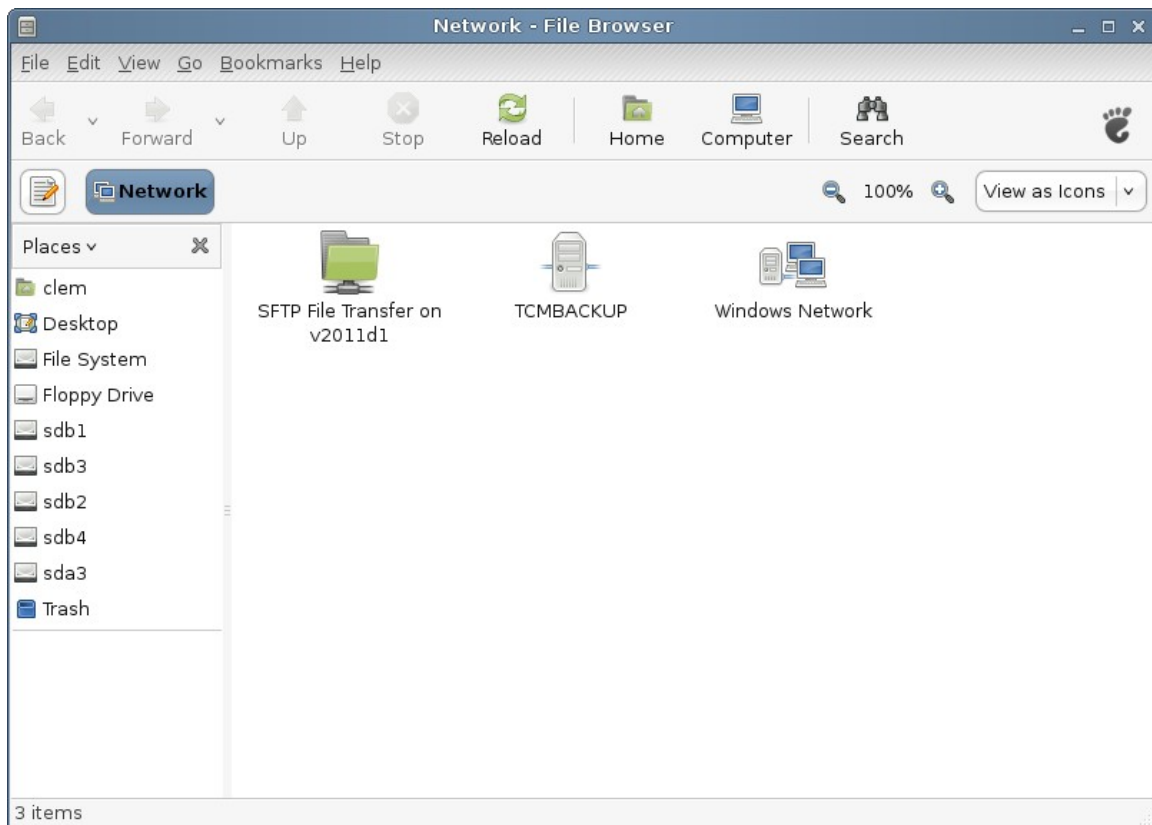 Network - File Browser
File Edit View Go Bookmarks Help
Back Forward Up Stop Reload Home Computer Search
Network 100% View as Icons
Places
clem
Desktop
File System
Floppy Drive
sdb1
sdb3
sdb2
sdb4
sda3
Trash
SFTP File Transfer on
v2011d1
TCMBACKUP
Windows Network
3 items